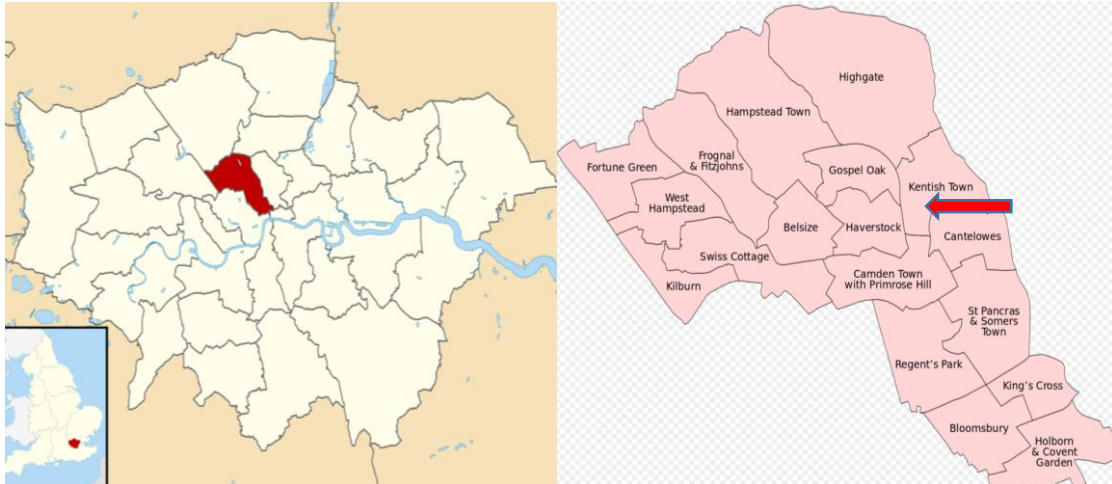 Highgate
Hampstead Town
Frognal
& Fitzjohns
Fortune Green
Gospel Oak
Kentish Town
West
Hampstead
Belsize
Haverstock
Cantelowes
Swiss Cottage
Camden Town
with Primrose Hill
Kilburn
St Pancras
& Somers
Town
Regent's Park
King's Cross
Bloomsbury
Holborn
& Covent
Garden